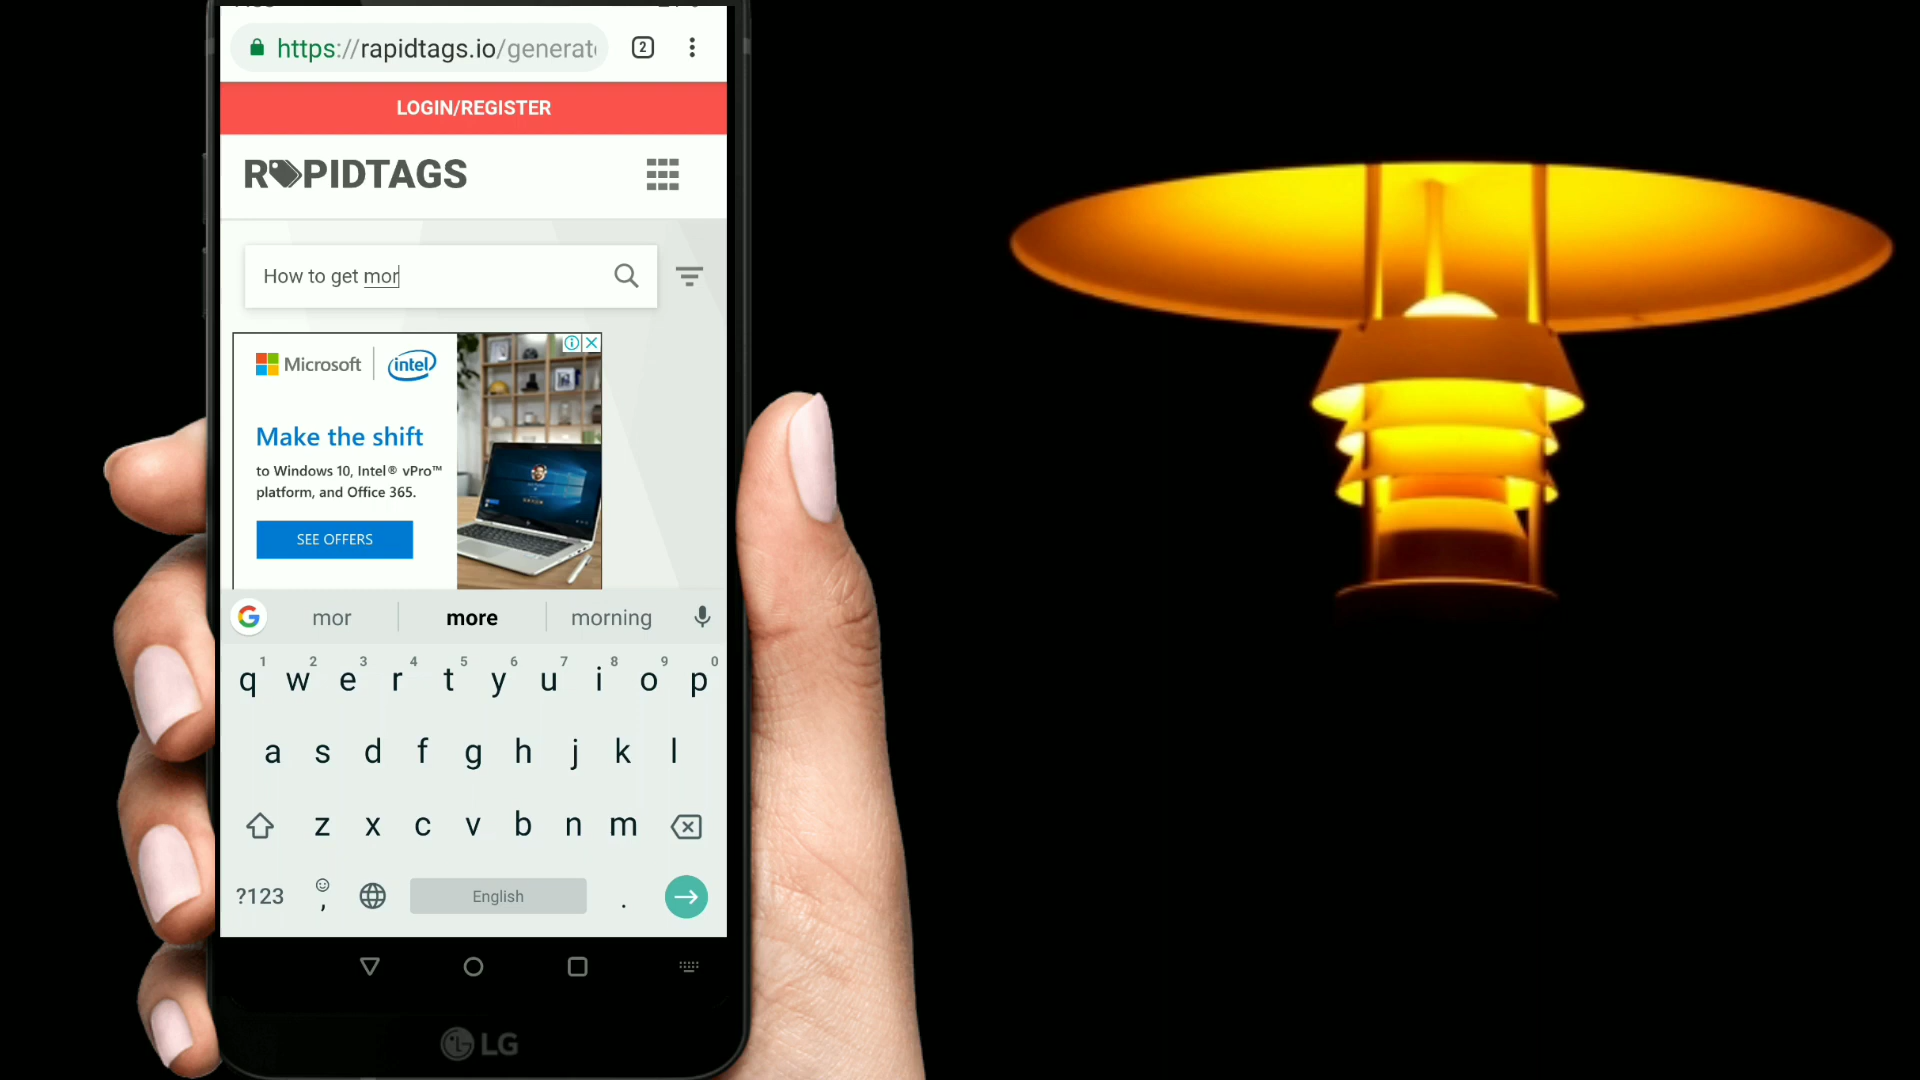 https://rapidtags.io/generat
2
LOGIN/REGISTER
RAPIDTAGS
How to get mor
Microsoft
intel
Make the shift
to Windows 10, Intel® vPro™
platform, and Office 365.
SEE OFFERS
G mor more morning
1 2 3 4 5 6 7 8 9 0
q w e r t y u i o p
a s d f g h j k l
z x c v b n m
?123 , English .
LG